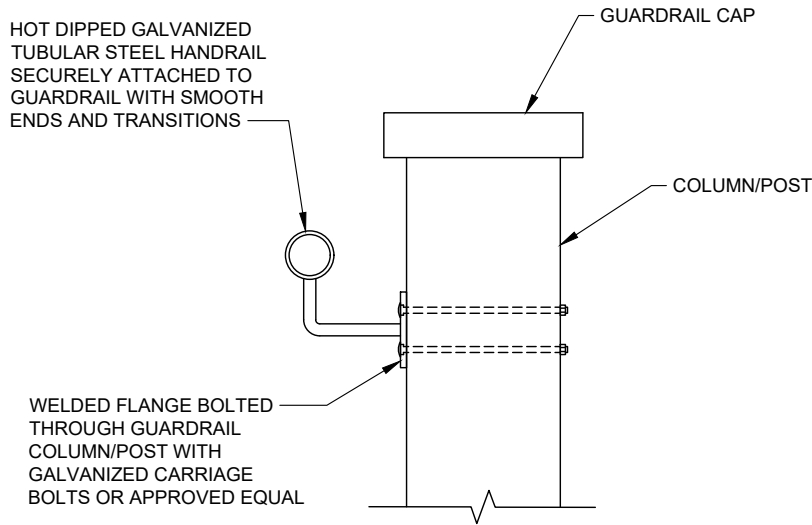 HOT DIPPED GALVANIZED
TUBULAR STEEL HANDRAIL
SECURELY ATTACHED TO
GUARDRAIL WITH SMOOTH
ENDS AND TRANSITIONS
GUARDRAIL CAP
COLUMN/POST
WELDED FLANGE BOLTED
THROUGH GUARDRAIL
COLUMN/POST WITH
GALVANIZED CARRIAGE
BOLTS OR APPROVED EQUAL